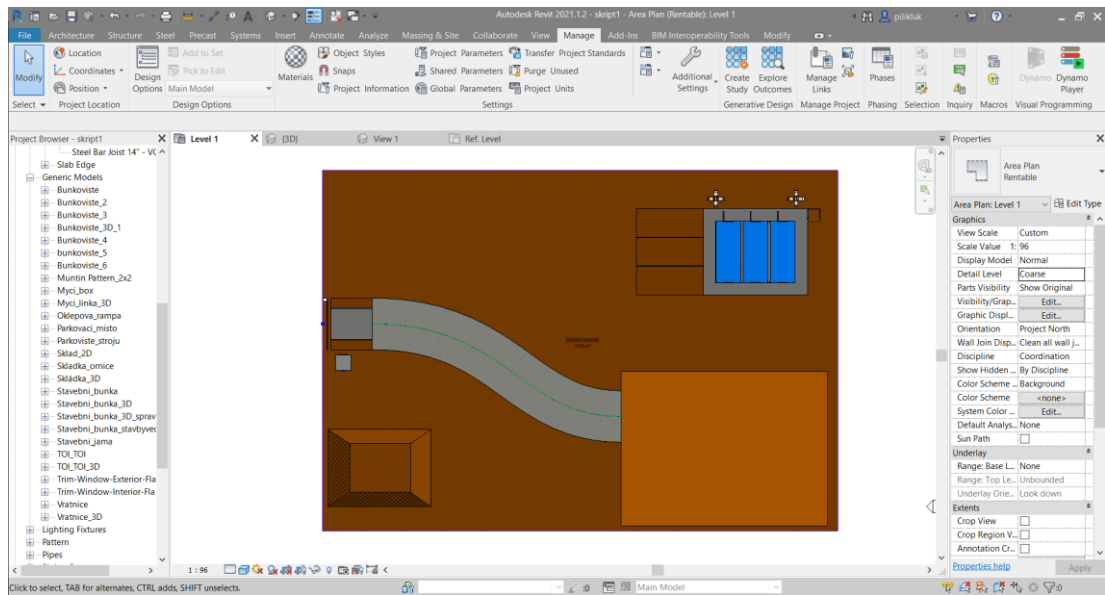 Autodesk Revit 2021.1.2 - skript1 - Area Plan (Rentable): Level 1
pilikluk
File Architecture Structure Steel Precast Systems Insert Annotate Analyze Massing & Site Collaborate View Manage Add-Ins BIM Interoperability Tools Modify
Modify
Location
Coordinates
Position
Design Options
Add to Set
Pick to Edit
Main Model
Materials
Object Styles
Snaps
Project Information
Project Parameters
Shared Parameters
Global Parameters
Transfer Project Standards
Purge Unused
Project Units
Additional Settings
Create Study
Explore Outcomes
Manage Links
Phases
Dynamo
Dynamo Player
Select Project Location Design Options Settings Generative Design Manage Project Phasing Selection Inquiry Macros Visual Programming
Project Browser - skript1
Level 1
{3D}
View 1
Ref. Level
Properties
Steel Bar Joist 14" - VC
Slab Edge
Generic Models
Bunkoviste
Bunkoviste_2
Bunkoviste_3
Bunkoviste_3D_1
Bunkoviste_4
bunkoviste_5
Bunkoviste_6
Muntin Pattern_2x2
Myci_box
Myci_linka_3D
Oklepova_rampa
Parkovaci_misto
Parkoviste_stroju
Sklad_2D
Skladka_ornice
Skládka_3D
Stavebni_bunka
Stavebni_bunka_3D
Stavebni_bunka_3D_sprav
Stavebni_bunka_stavbyvec
Stavebni_jama
TOI_TOI
TOI_TOI_3D
Trim-Window-Exterior-Fla
Trim-Window-Interior-Fla
Vratnice
Vratnice_3D
Lighting Fixtures
Pattern
Pipes
Area Plan
Rentable
Area Plan: Level 1 Edit Type
Graphics
View Scale Custom
Scale Value 1: 96
Display Model Normal
Detail Level Coarse
Parts Visibility Show Original
Visibility/Grap... Edit...
Graphic Displ... Edit...
Orientation Project North
Wall Join Disp... Clean all wall j...
Discipline Coordination
Show Hidden ... By Discipline
Color Scheme ... Background
Color Scheme <none>
System Color ... Edit...
Default Analys... None
Sun Path
Underlay
Range: Base L... None
Range: Top Le... Unbounded
Underlay Orie... Look down
Extents
Crop View
Crop Region V...
Annotation Cr...
Properties help Apply
1 : 96
Click to select, TAB for alternates, CTRL adds, SHIFT unselects.
:0
Main Model
:0